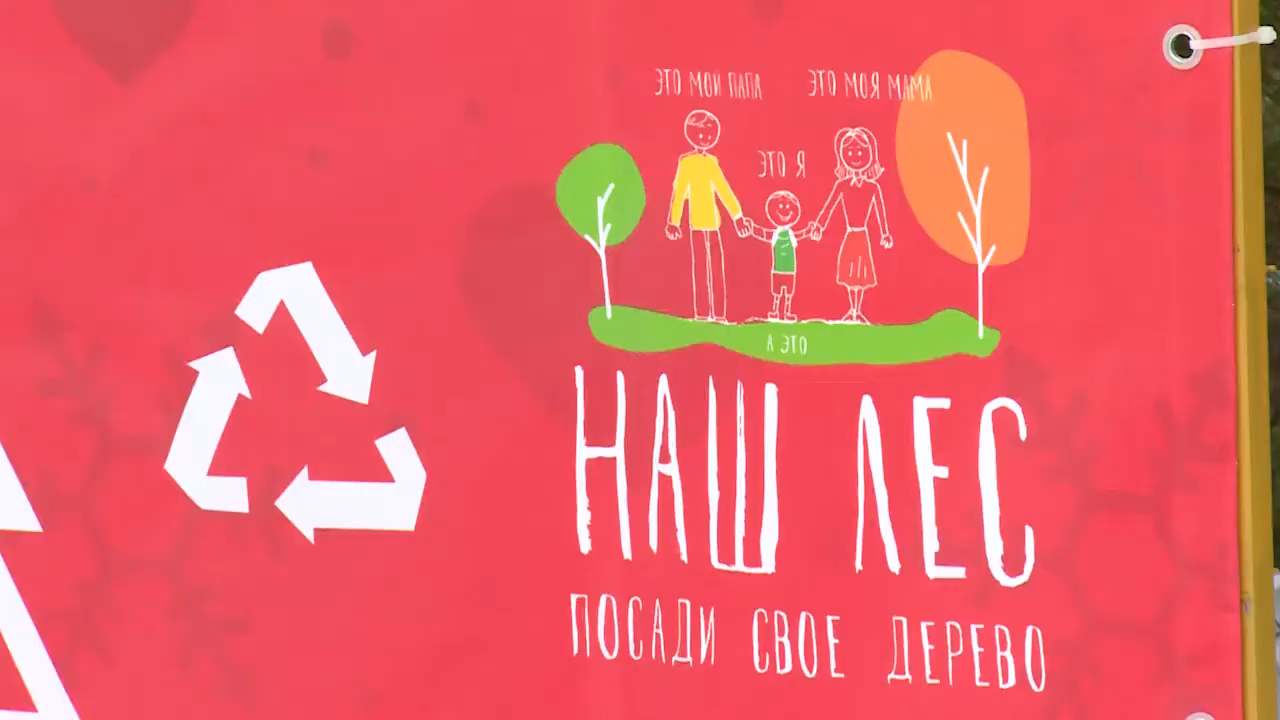 ЭТО МОЙ ПАПА
ЭТО МОЯ МАМА
ЭТО Я
А ЭТО
НАШ ЛЕС
ПОСАДИ СВОЕ ДЕРЕВО